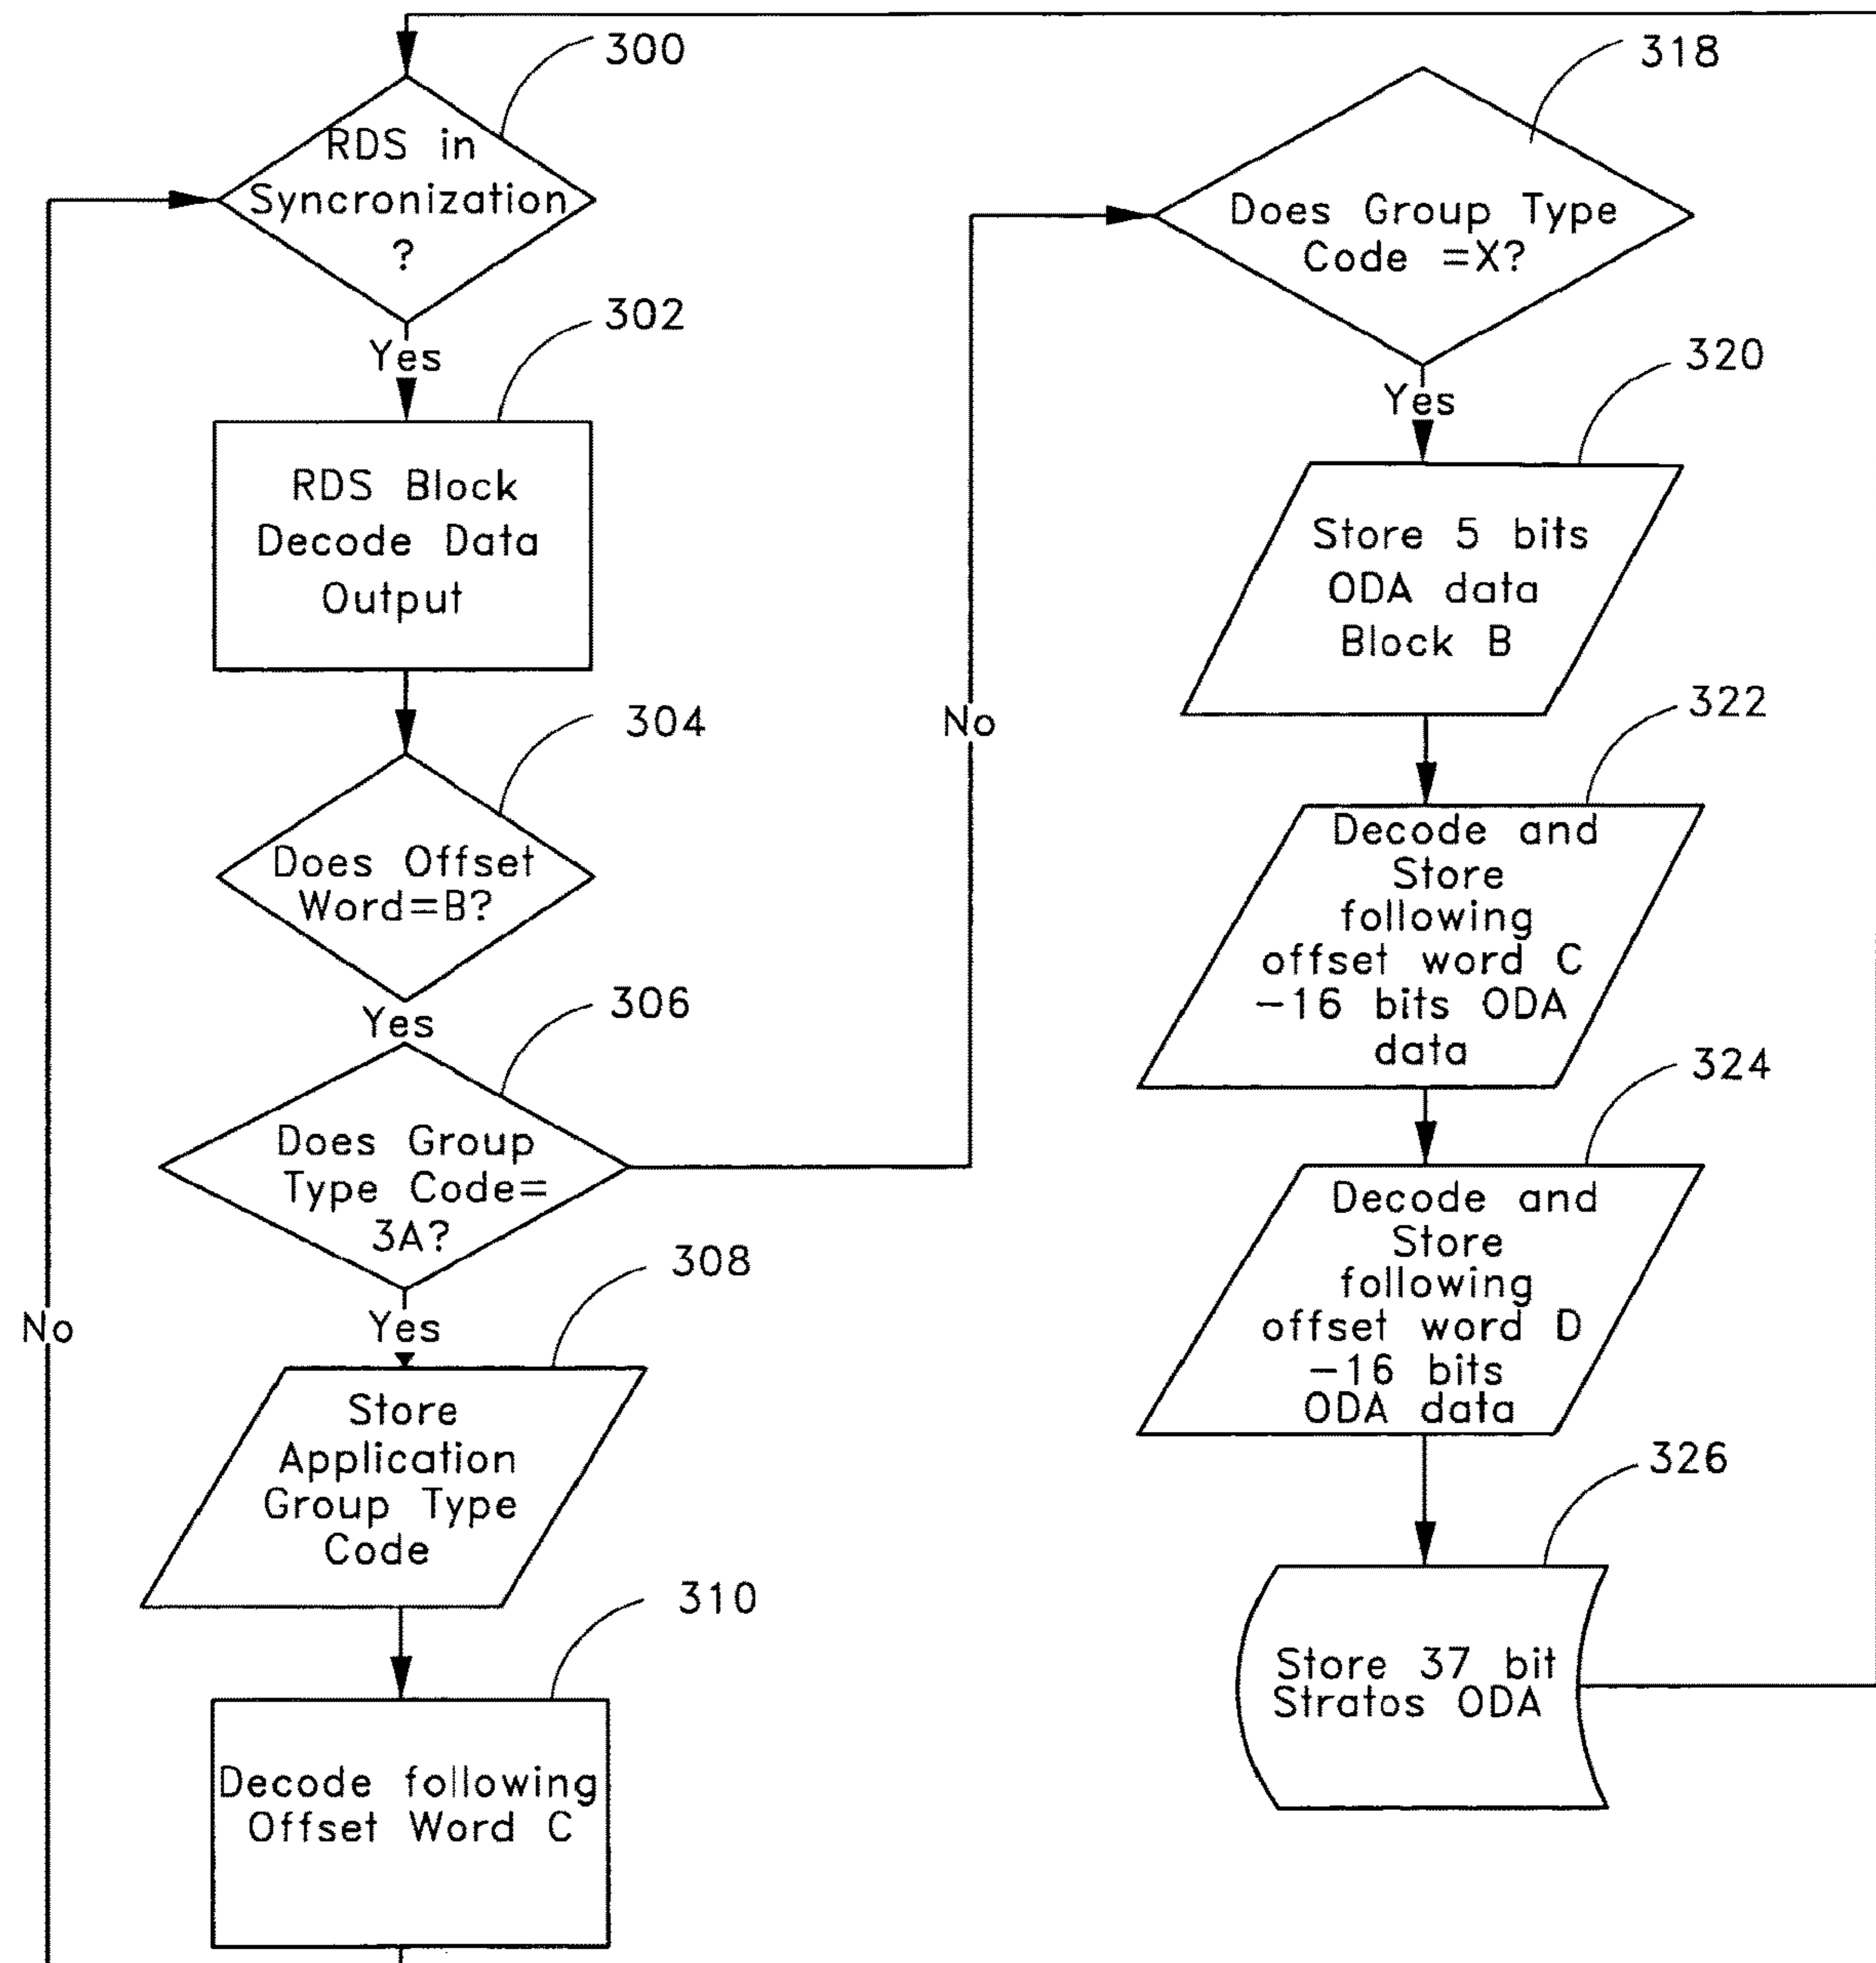 300
RDS in
Syncronization
?
Yes
302
RDS Block
Decode Data
Output
304
Does Offset
Word=B?
Yes
306
Does Group
Type Code=
3A?
No
Yes
308
Store
Application
Group Type
Code
310
Decode following
Offset Word C
No
318
Does Group Type
Code =X?
Yes
320
Store 5 bits
ODA data
Block B
322
Decode and
Store
following
offset word C
-16 bits ODA
data
324
Decode and
Store
following
offset word D
-16 bits
ODA data
326
Store 37 bit
Stratos ODA